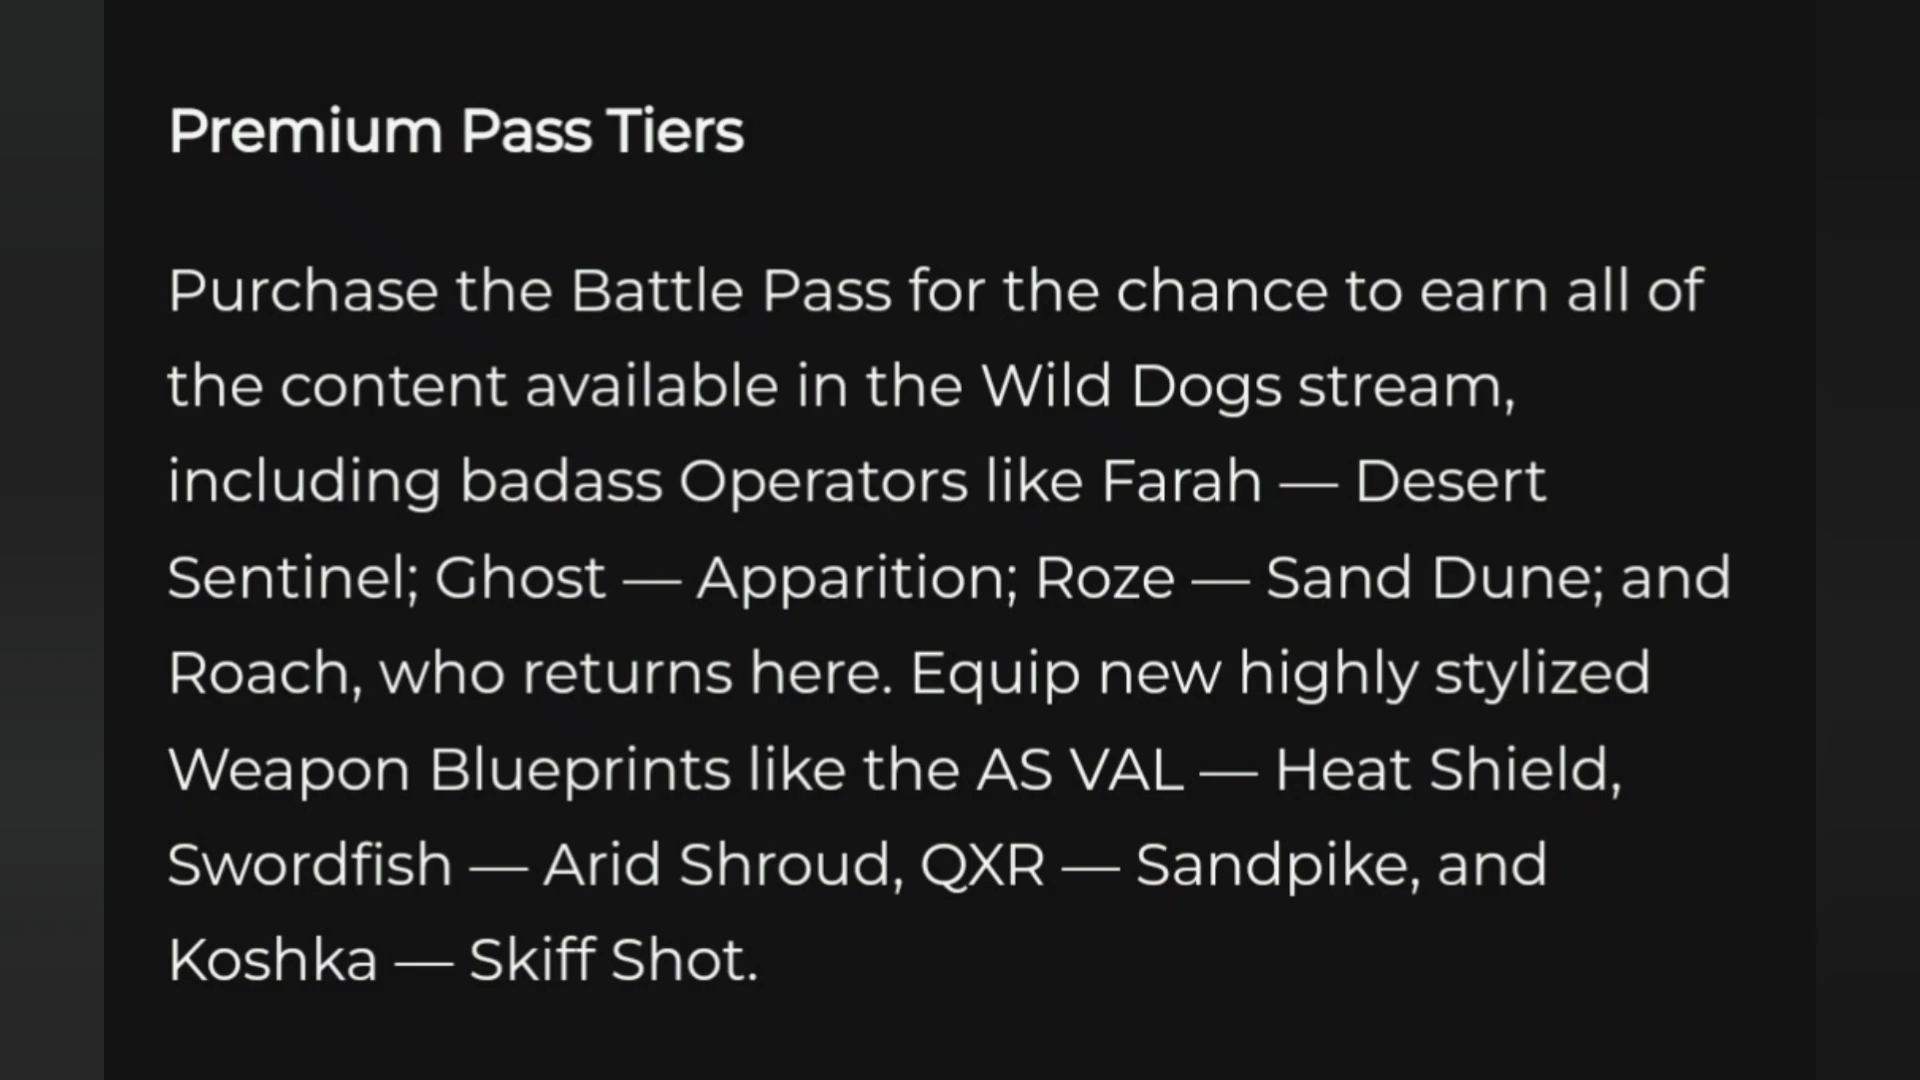 Premium Pass Tiers
Purchase the Battle Pass for the chance to earn all of
the content available in the Wild Dogs stream,
including badass Operators like Farah — Desert
Sentinel; Ghost — Apparition; Roze — Sand Dune; and
Roach, who returns here. Equip new highly stylized
Weapon Blueprints like the AS VAL — Heat Shield,
Swordfish — Arid Shroud, QXR — Sandpike, and
Koshka — Skiff Shot.